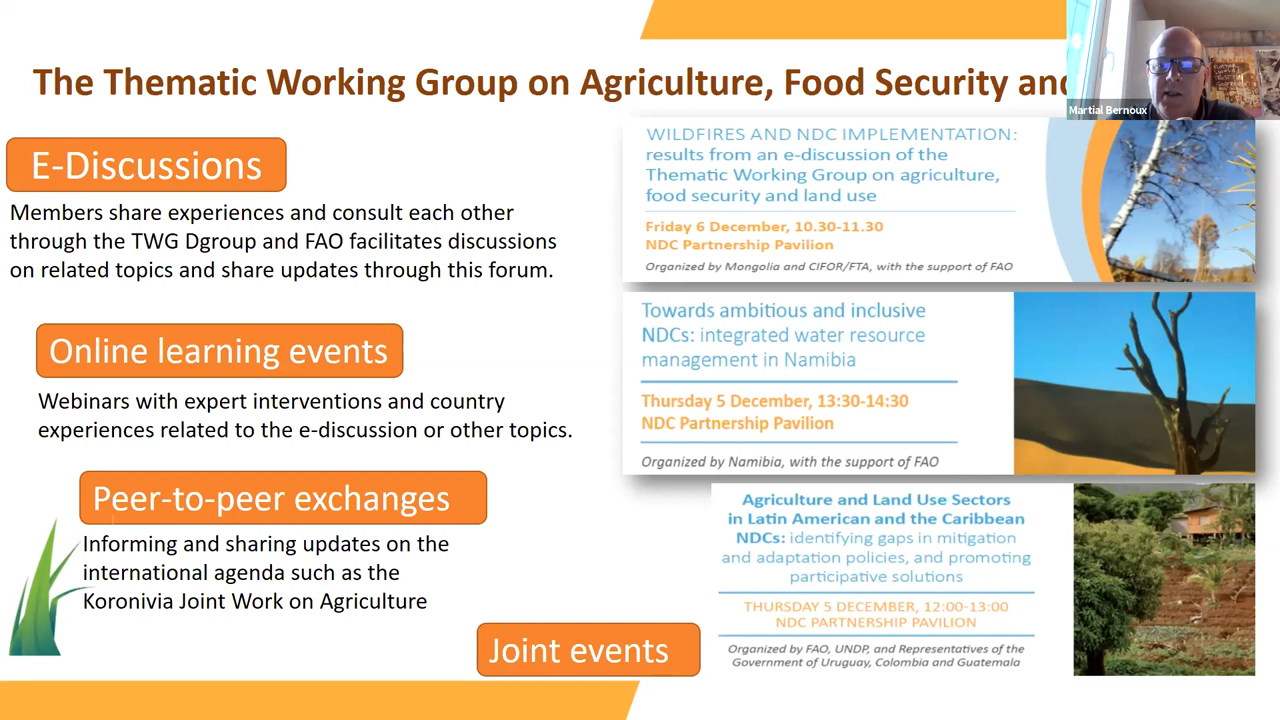 The Thematic Working Group on Agriculture, Food Security and
Martial Bernoux
E-Discussions
Members share experiences and consult each other
through the TWG Dgroup and FAO facilitates discussions
on related topics and share updates through this forum.
Online learning events
Webinars with expert interventions and country
experiences related to the e-discussion or other topics.
Peer-to-peer exchanges
Informing and sharing updates on the
international agenda such as the
Koronivia Joint Work on Agriculture
Joint events
WILDFIRES AND NDC IMPLEMENTATION:
results from an e-discussion of the
Thematic Working Group on agriculture,
food security and land use
Friday 6 December, 10.30-11.30
NDC Partnership Pavilion
Organized by Mongolia and CIFOR/FTA, with the support of FAO
Towards ambitious and inclusive
NDCs: integrated water resource
management in Namibia
Thursday 5 December, 13:30-14:30
NDC Partnership Pavilion
Organized by Namibia, with the support of FAO
Agriculture and Land Use Sectors
in Latin American and the Caribbean
NDCs: identifying gaps in mitigation
and adaptation policies, and promoting
participative solutions
THURSDAY 5 DECEMBER, 12:00-13:00
NDC PARTNERSHIP PAVILION
Organized by FAO, UNDP, and Representatives of the
Government of Uruguay, Colombia and Guatemala